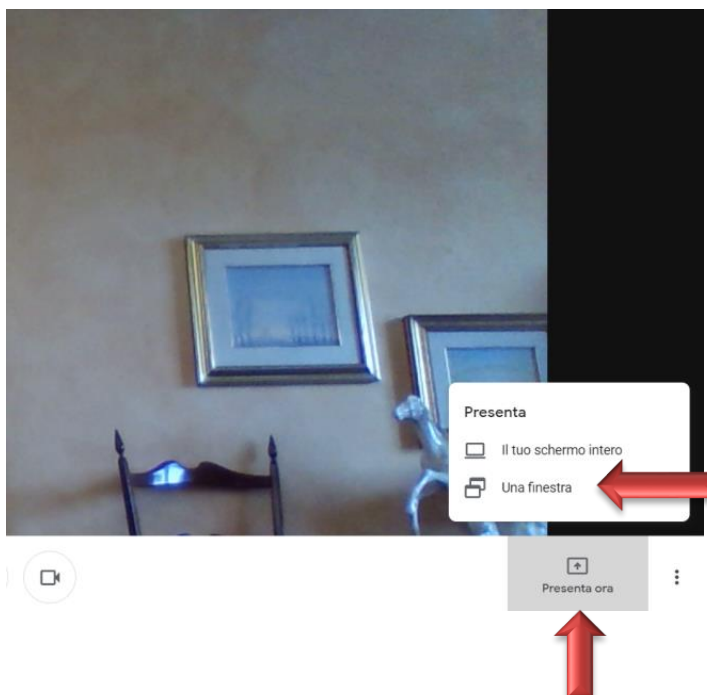 Presenta
Il tuo schermo intero
Una finestra
Presenta ora